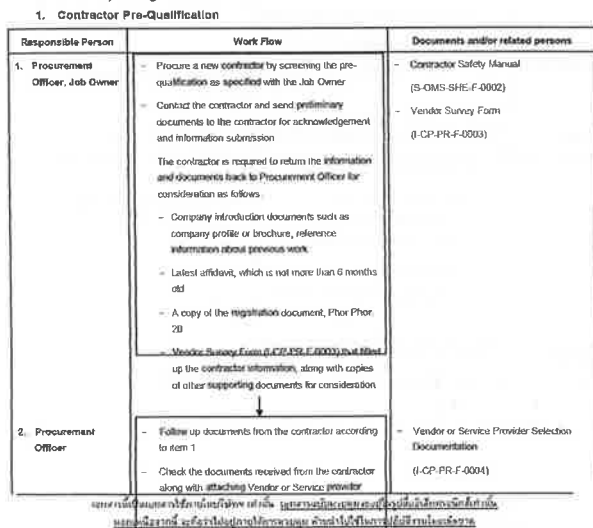 1. Contractor Pre-Qualification
Responsible Person
Work Flow
Documents and/or related persons
1. Procurement
Officer, Job Owner
- Procure a new contractor by screening the pre-
qualification as specified with the Job Owner
- Contact the contractor and send preliminary
documents to the contractor for acknowledgement
and information submission
The contractor is required to return the information
and documents back to Procurement Officer for
consideration as follows
- Company introduction documents such as
company profile or brochure, reference
information about previous work
- Latest affidavit, which is not more than 6 months
old
- A copy of the registration document, Phor Phor
20
- Vendor Survey Form (I-CP-PR-F-0003) that filled
up the contractor information, along with copies
of other supporting documents for consideration
- Contractor Safety Manual
(S-OMS-SHE-F-0002)
- Vendor Survey Form
(I-CP-PR-F-0003)
2. Procurement
Officer
- Follow up documents from the contractor according
to item 1
- Check the documents received from the contractor
along with attaching Vendor or Service provider
- Vendor or Service Provider Selection
Documentation
(I-CP-PR-F-0004)